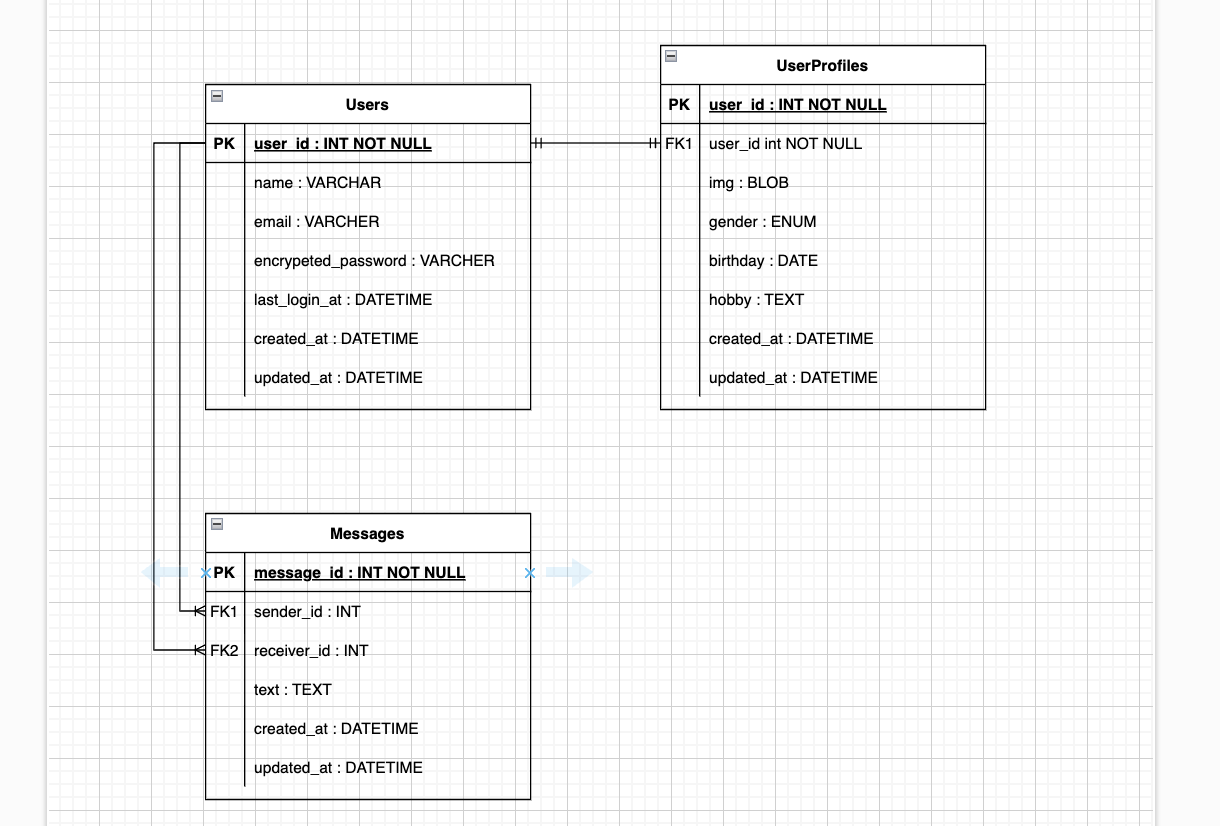 Users
PK user_id : INT NOT NULL
name : VARCHAR
email : VARCHER
encrypeted_password : VARCHER
last_login_at : DATETIME
created_at : DATETIME
updated_at : DATETIME
UserProfiles
PK user_id : INT NOT NULL
FK1 user_id int NOT NULL
img : BLOB
gender : ENUM
birthday : DATE
hobby : TEXT
created_at : DATETIME
updated_at : DATETIME
Messages
PK message_id : INT NOT NULL
FK1 sender_id : INT
FK2 receiver_id : INT
text : TEXT
created_at : DATETIME
updated_at : DATETIME